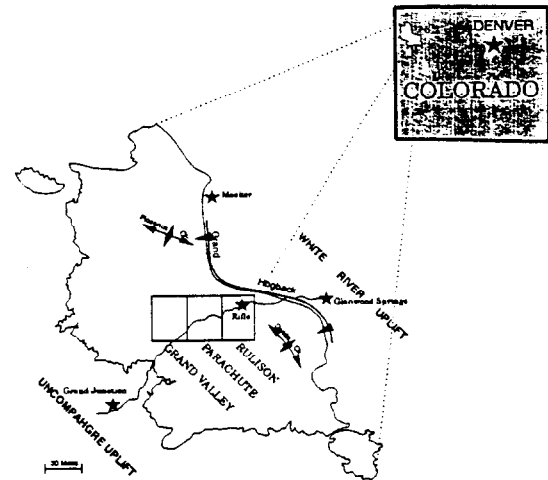 DENVER
COLORADO
Meeker
Grand
Hogback
WHITE RIVER UPLIFT
Glenwood Springs
Rifle
RULISON
PARACHUTE
GRAND VALLEY
Grand Junction
UNCOMPAHGRE UPLIFT